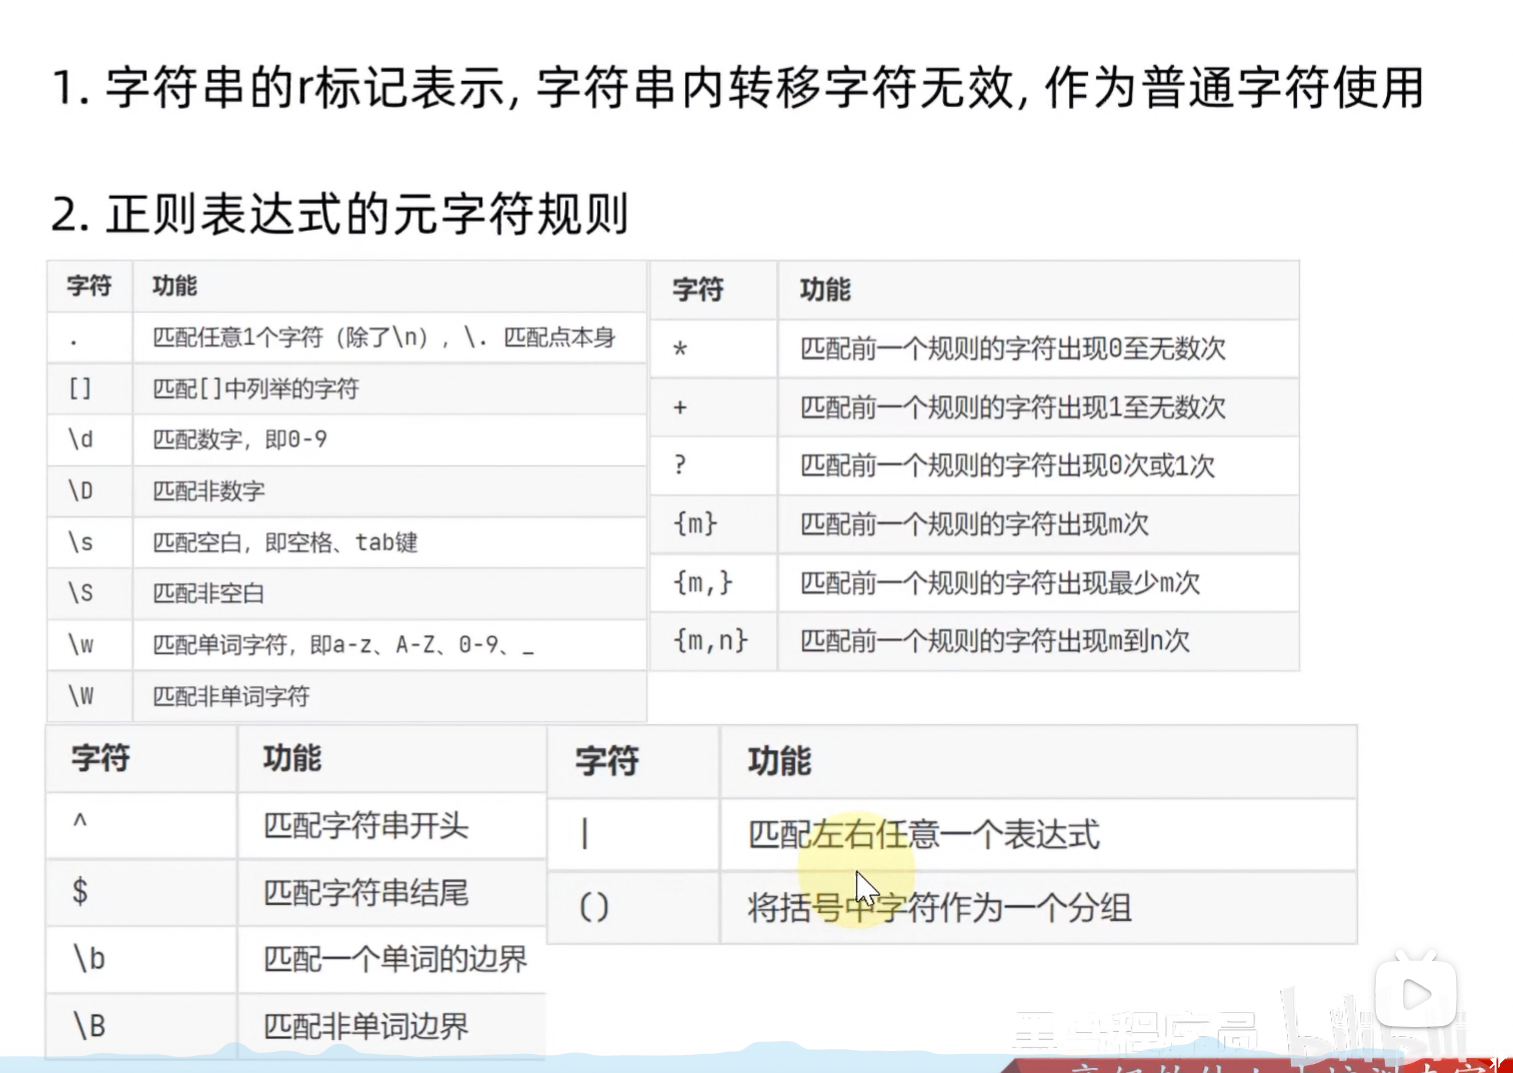 1. 字符串的r标记表示, 字符串内转移字符无效, 作为普通字符使用
2. 正则表达式的元字符规则
字符 功能
. 匹配任意1个字符（除了\n）, \. 匹配点本身
[] 匹配[]中列举的字符
\d 匹配数字，即0-9
\D 匹配非数字
\s 匹配空白，即空格、tab键
\S 匹配非空白
\w 匹配单词字符，即a-z、A-Z、0-9、_
\W 匹配非单词字符
字符 功能
* 匹配前一个规则的字符出现0至无数次
+ 匹配前一个规则的字符出现1至无数次
? 匹配前一个规则的字符出现0次或1次
{m} 匹配前一个规则的字符出现m次
{m,} 匹配前一个规则的字符出现最少m次
{m,n} 匹配前一个规则的字符出现m到n次
字符 功能
^ 匹配字符串开头
$ 匹配字符串结尾
\b 匹配一个单词的边界
\B 匹配非单词边界
字符 功能
| 匹配左右任意一个表达式
() 将括号中字符作为一个分组
黑马程序员 bilibili